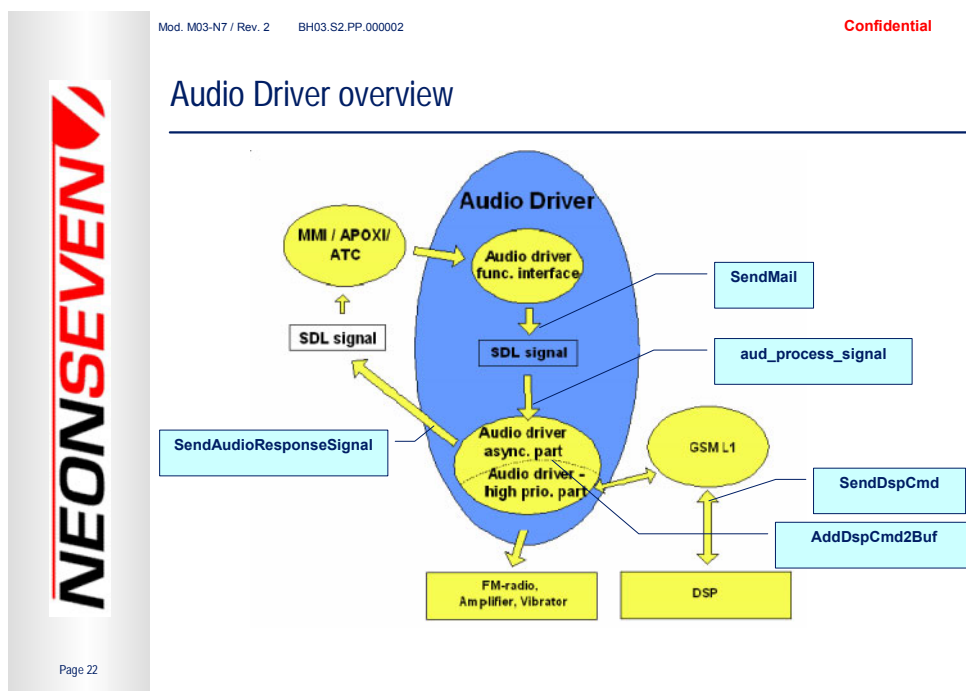 Mod. M03-N7 / Rev. 2 BH03.S2.PP.000002
Confidential
NEONSEVEN
Audio Driver overview
Audio Driver
MMI / APOXI/
ATC
Audio driver
func. interface
SendMail
SDL signal
SDL signal
aud_process_signal
SendAudioResponseSignal
Audio driver
async. part
Audio driver -
high prio. part
GSM L1
SendDspCmd
AddDspCmd2Buf
FM-radio,
Amplifier, Vibrator
DSP
Page 22